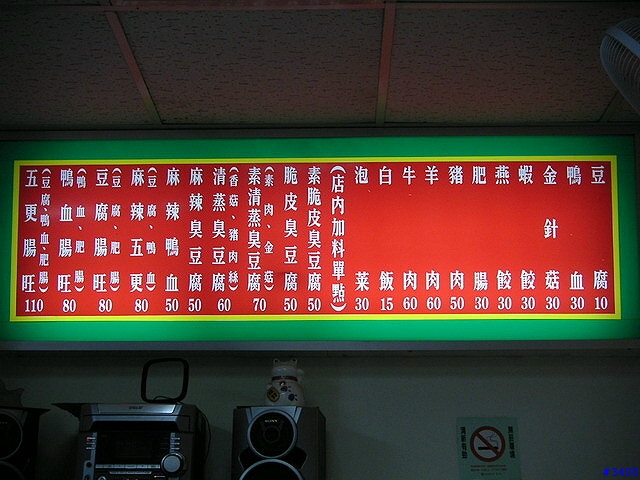 五更腸旺(豆腐、鴨血、肥腸) 110
鴨血腸旺(鴨血、肥腸) 80
豆腐腸旺(豆腐、肥腸) 80
麻辣五更(豆腐、鴨血) 80
麻辣鴨血 50
麻辣臭豆腐 50
清蒸臭豆腐(香菇、豬肉絲) 60
素清蒸臭豆腐(素肉、金菇) 70
脆皮臭豆腐 50
素脆皮臭豆腐 50
(店內加料單點)
泡菜 30
白飯 15
牛肉 60
羊肉 60
豬肉 50
肥腸 30
燕餃 30
蝦餃 30
金針菇 30
鴨血 30
豆腐 10
SONY